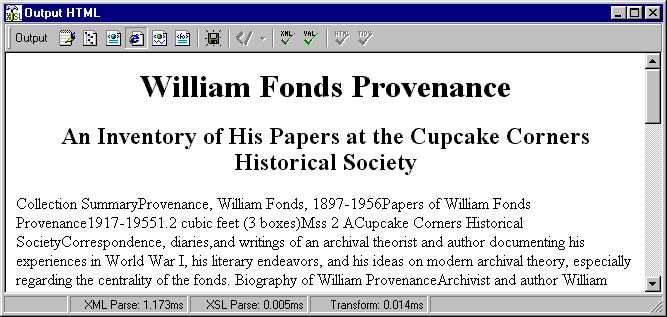 Output HTML
Output XML VAL HTML TIDY
William Fonds Provenance
An Inventory of His Papers at the Cupcake Corners
Historical Society
Collection SummaryProvenance, William Fonds, 1897-1956Papers of William Fonds
Provenance1917-19551.2 cubic feet (3 boxes)Mss 2 ACupcake Corners Historical
SocietyCorrespondence, diaries,and writings of an archival theorist and author documenting his
experiences in World War I, his literary endeavors, and his ideas on modern archival theory, especially
regarding the centrality of the fonds. Biography of William ProvenanceArchivist and author William
XML Parse: 1.173ms XSL Parse: 0.005ms Transform: 0.014ms